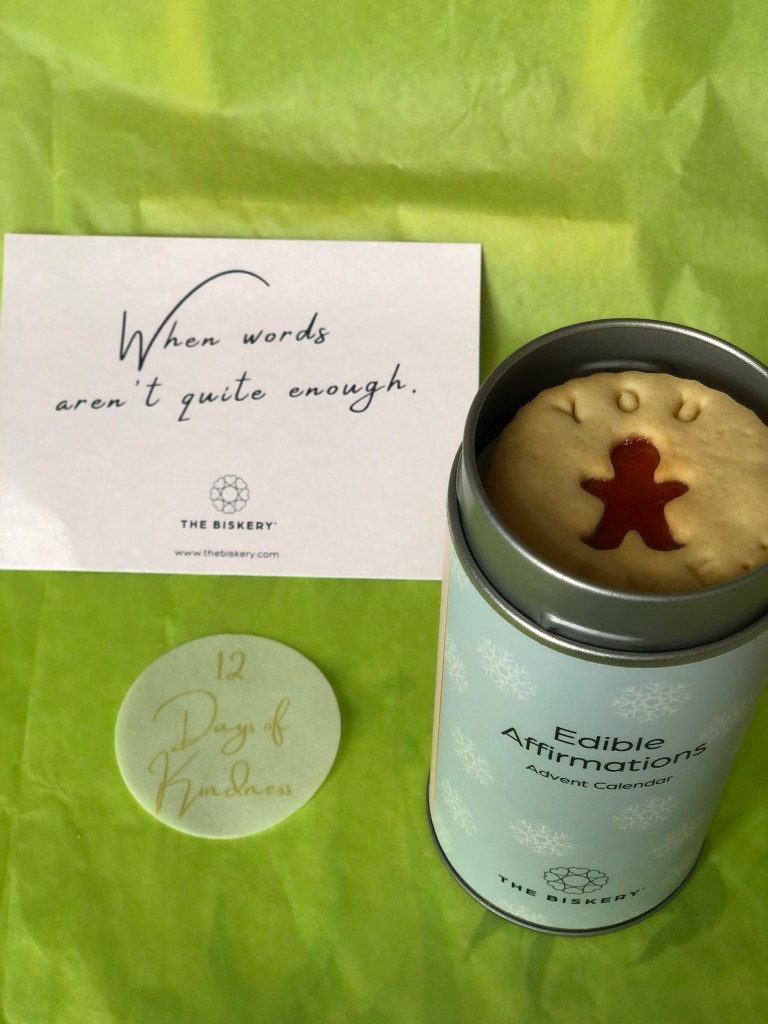 When words
aren't quite enough.
THE BISKERY
www.thebiskery.com
YOU
12
Days of
Kindness
Edible
Affirmations
Advent Calendar
THE BISKERY